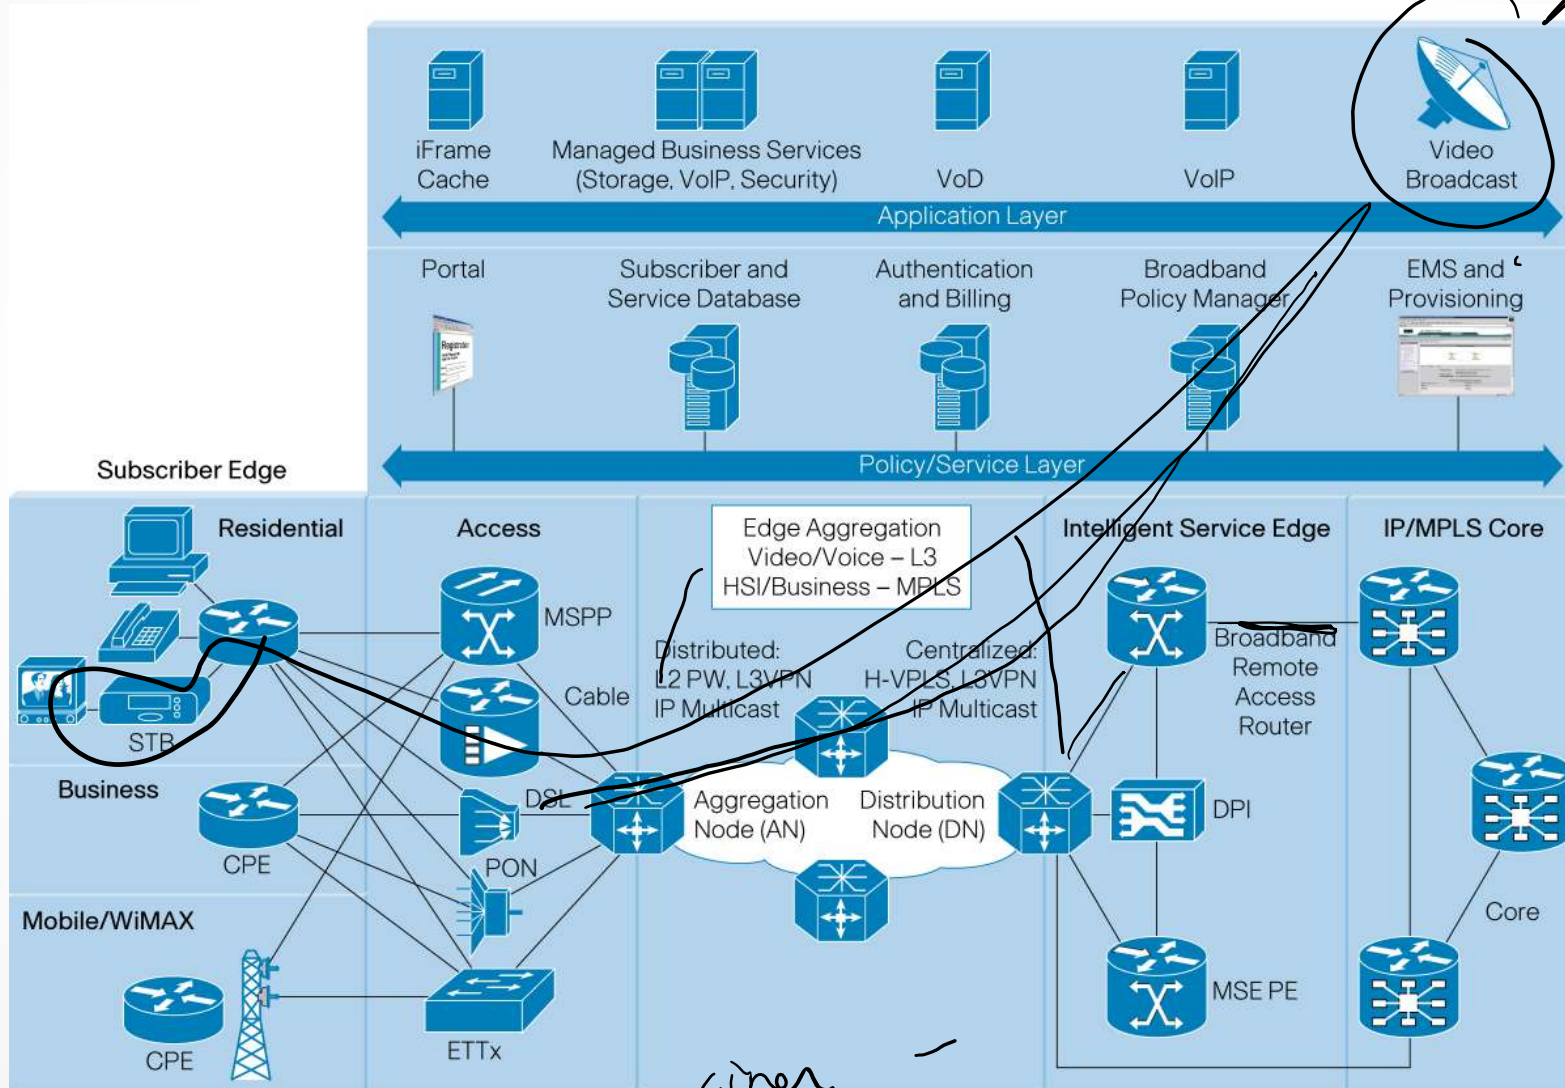 iFrame
Cache
Managed Business Services
(Storage, VoIP, Security)
VoD
VoIP
Video
Broadcast
Application Layer
Portal
Subscriber and
Service Database
Authentication
and Billing
Broadband
Policy Manager
EMS and
Provisioning
Register
Policy/Service Layer
Subscriber Edge
Residential
STB
Business
CPE
Mobile/WiMAX
CPE
Access
MSPP
Cable
DSL
PON
ETTx
Edge Aggregation
Video/Voice – L3
HSI/Business – MPLS
Distributed:
L2 PW, L3VPN
IP Multicast
Centralized:
H-VPLS, L3VPN
IP Multicast
Aggregation
Node (AN)
Distribution
Node (DN)
Intelligent Service Edge
Broadband
Remote
Access
Router
DPI
MSE PE
IP/MPLS Core
Core